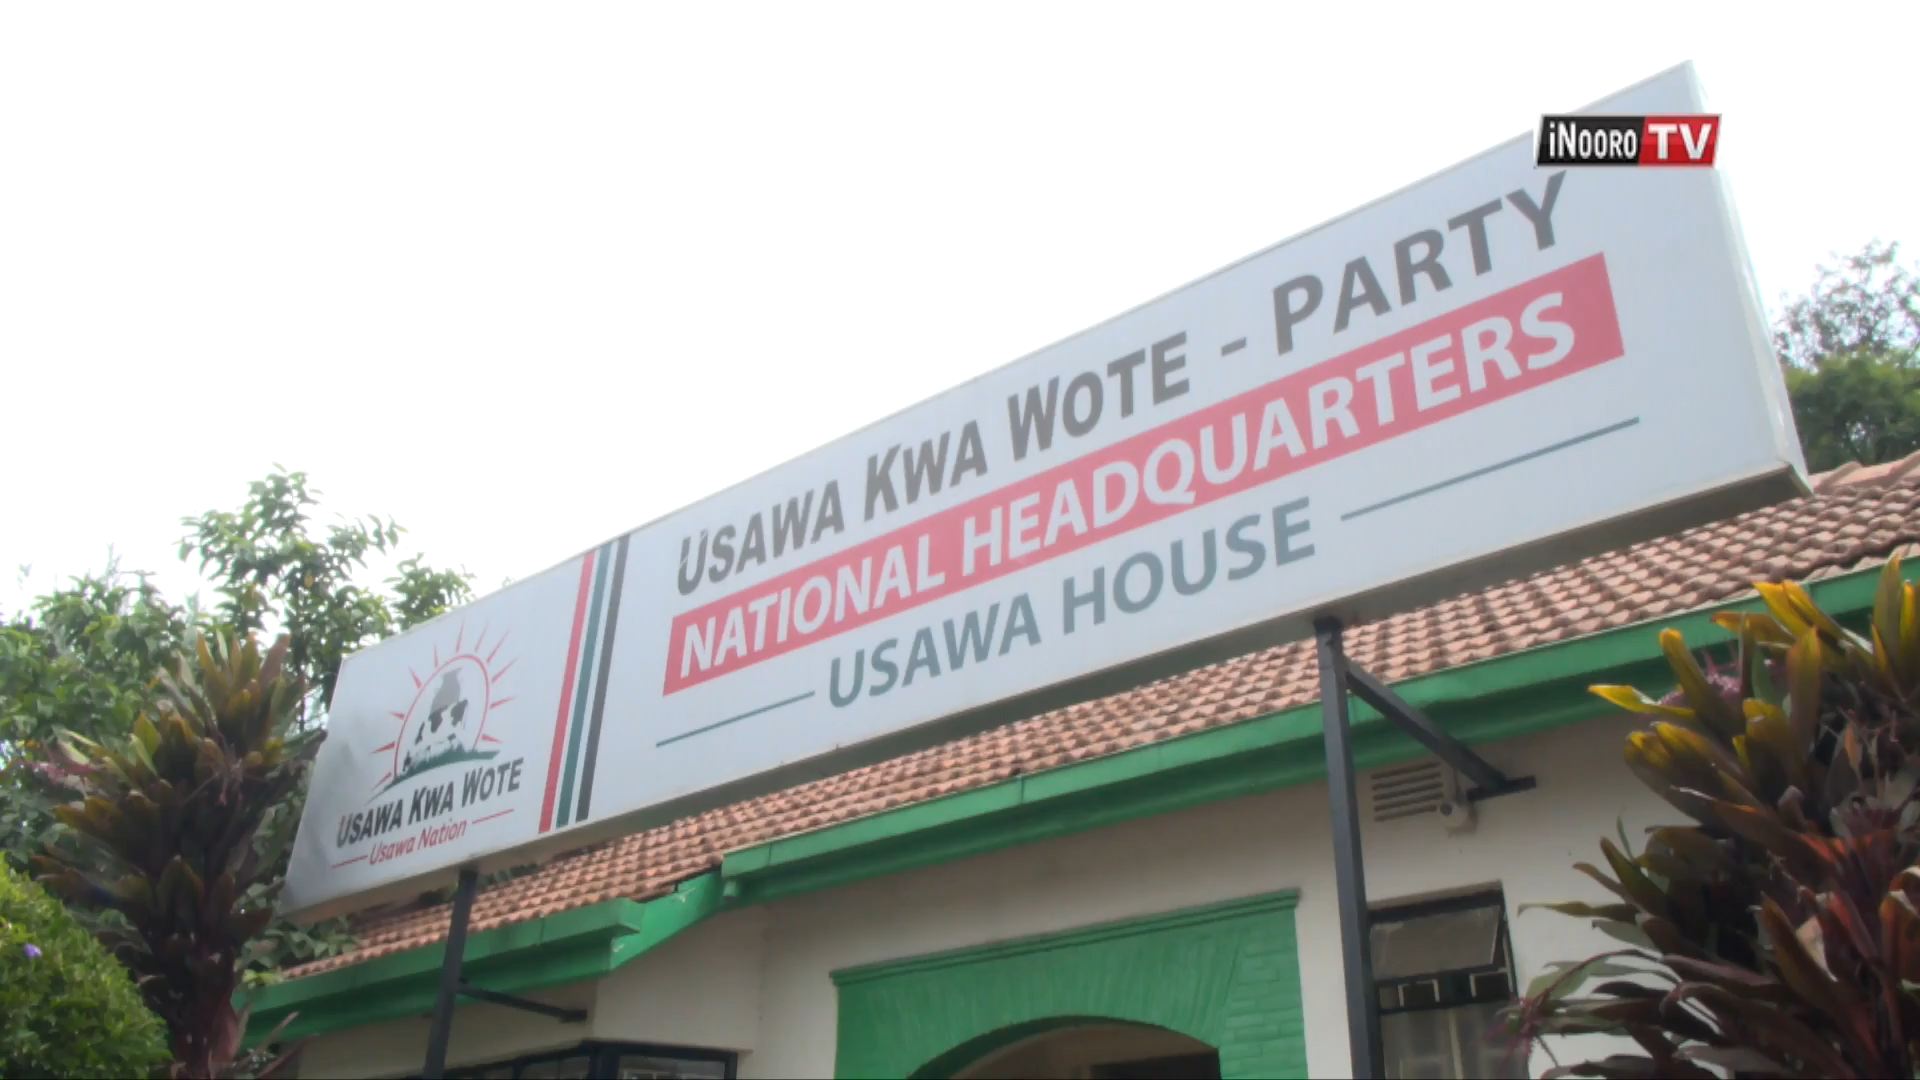 iNOORO TV
USAWA KWA WOTE - PARTY
NATIONAL HEADQUARTERS
USAWA HOUSE
USAWA KWA WOTE
Usawa Nation